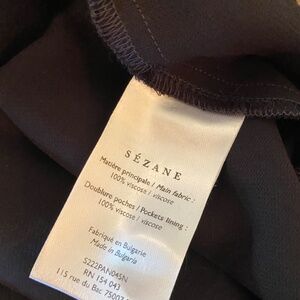 SÉZANE
Matière principale / Main fabric :
100% viscose / viscose
Doublure poches / Pockets lining :
100% viscose / viscose
Fabriqué en Bulgarie
Made in Bulgaria
S222PAN045N
RN 154 043
115 rue du Bac 75007